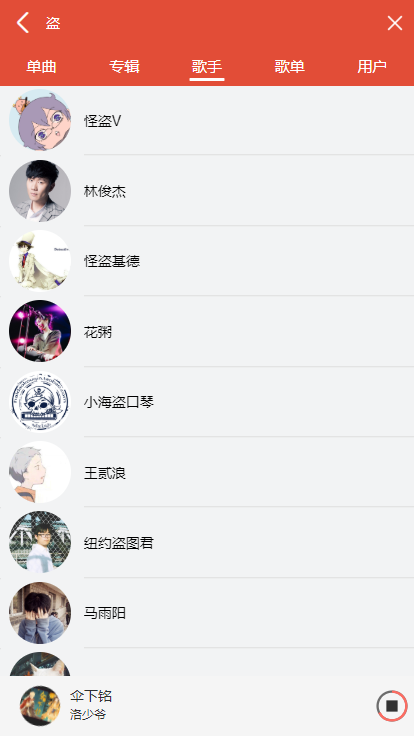 盗
单曲 专辑 歌手 歌单 用户
怪盗V
林俊杰
怪盗基德
花粥
小海盗口琴
王贰浪
纽约盗图君
马雨阳
伞下铭
洛少爷